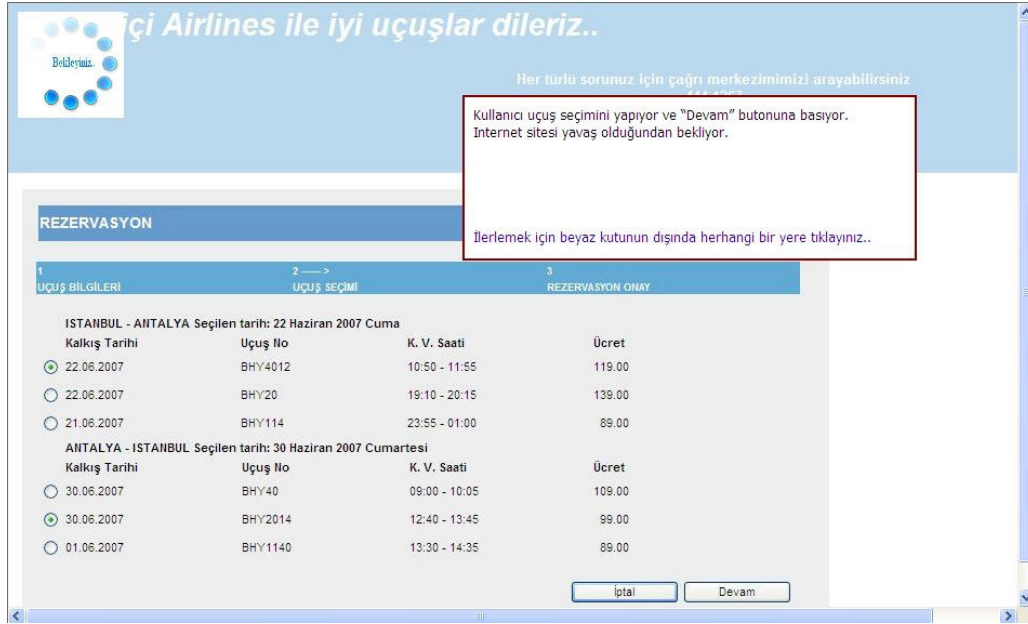 içi Airlines ile iyi uçuşlar dileriz..
Bekleyiniz..
Her türlü sorunuz için çağrı merkezimimizi arayabilirsiniz
Kullanıcı uçuş seçimini yapıyor ve “Devam” butonuna basıyor.
Internet sitesi yavaş olduğundan bekliyor.
İlerlemek için beyaz kutunun dışında herhangi bir yere tıklayınız..
REZERVASYON
1 2 ----- > 3
UÇUŞ BİLGİLERİ UÇUŞ SEÇİMİ REZERVASYON ONAY
ISTANBUL - ANTALYA Seçilen tarih: 22 Haziran 2007 Cuma
Kalkış Tarihi Uçuş No K. V. Saati Ücret
22.06.2007 BHY4012 10:50 - 11:55 119.00
22.06.2007 BHY20 19:10 - 20:15 139.00
21.06.2007 BHY114 23:55 - 01:00 89.00
ANTALYA - ISTANBUL Seçilen tarih: 30 Haziran 2007 Cumartesi
Kalkış Tarihi Uçuş No K. V. Saati Ücret
30.06.2007 BHY40 09:00 - 10:05 109.00
30.06.2007 BHY2014 12:40 - 13:45 99.00
01.06.2007 BHY1140 13:30 - 14:35 89.00
İptal Devam